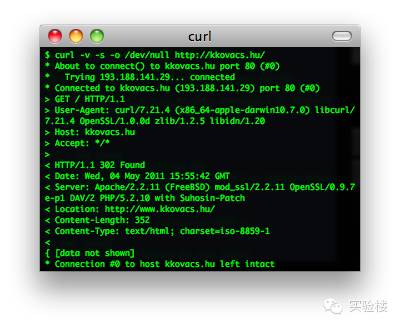 curl
$ curl -v -s -o /dev/null http://kkovacs.hu/
* About to connect() to kkovacs.hu port 80 (#0)
*   Trying 193.188.141.29... connected
* Connected to kkovacs.hu (193.188.141.29) port 80 (#0)
> GET / HTTP/1.1
> User-Agent: curl/7.21.4 (x86_64-apple-darwin10.7.0) libcurl/
7.21.4 OpenSSL/1.0.0d zlib/1.2.5 libidn/1.20
> Host: kkovacs.hu
> Accept: */*
>
< HTTP/1.1 302 Found
< Date: Wed, 04 May 2011 15:55:42 GMT
< Server: Apache/2.2.11 (FreeBSD) mod_ssl/2.2.11 OpenSSL/0.9.7
e-p1 DAV/2 PHP/5.2.10 with Suhosin-Patch
< Location: http://www.kkovacs.hu/
< Content-Length: 352
< Content-Type: text/html; charset=iso-8859-1
<
{ [data not shown]
* Connection #0 to host kkovacs.hu left intact
实验楼